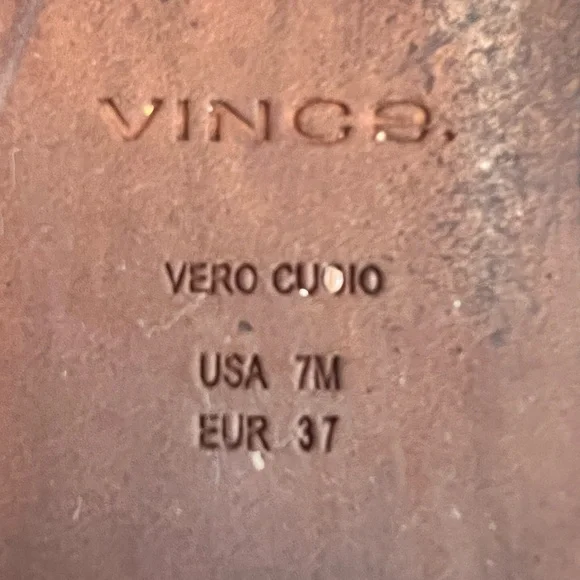 VINCE.
VERO CUOIO
USA 7M
EUR 37